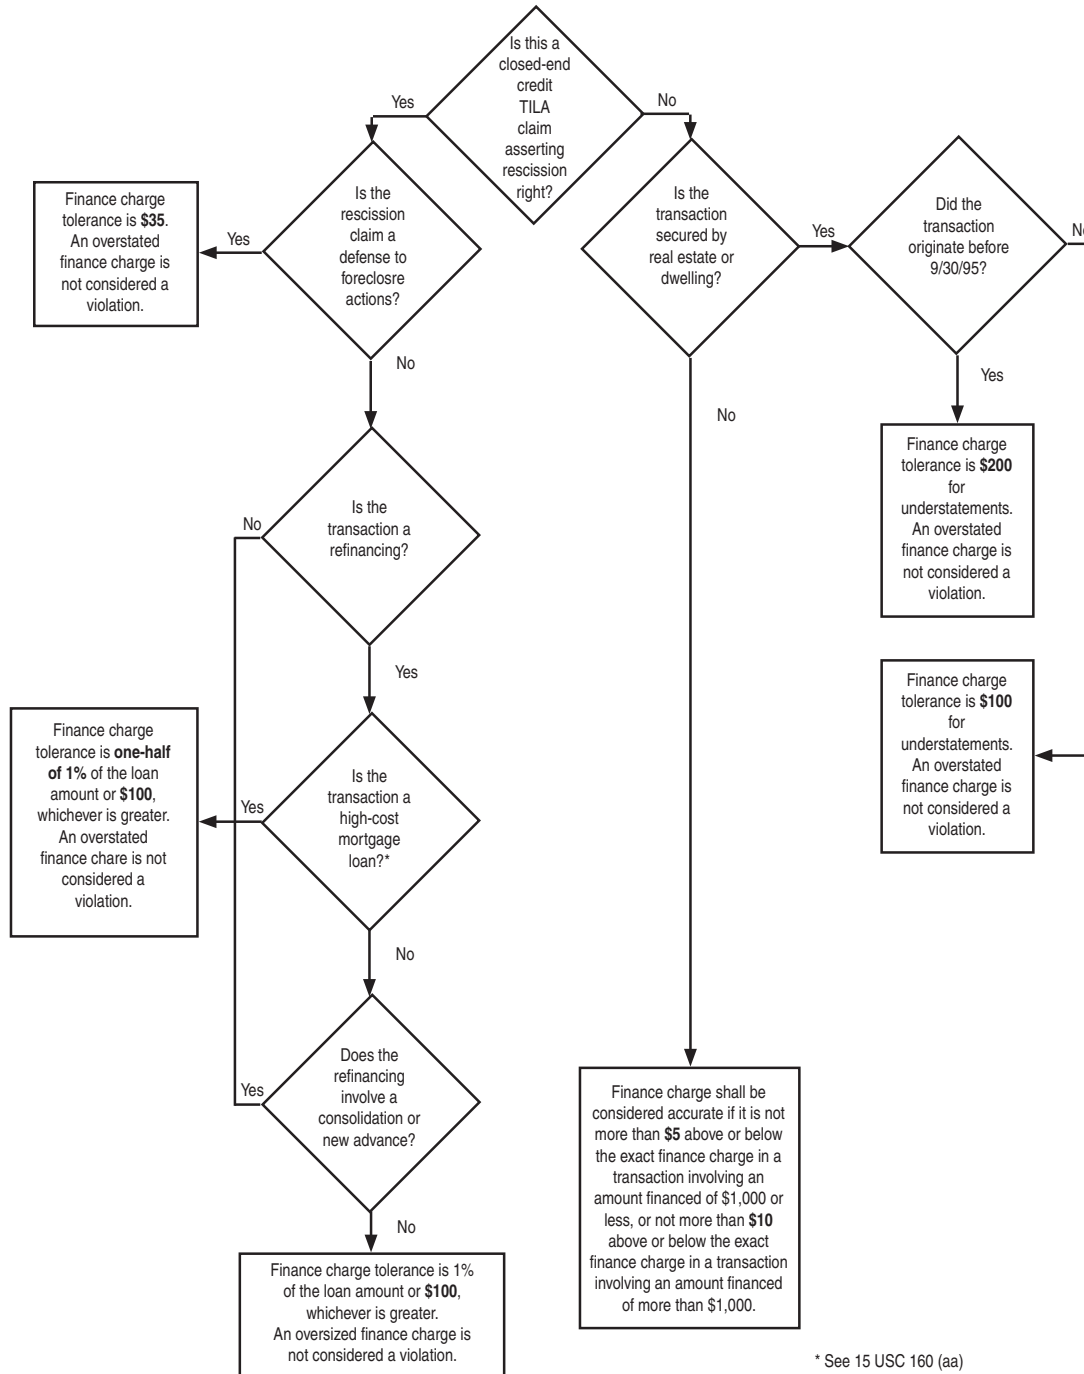 Is this a
closed-end
credit
TILA
claim
asserting
rescission
right?
Yes
No
Is the
rescission
claim a
defense to
foreclosre
actions?
Yes
Finance charge
tolerance is $35.
An overstated
finance charge is
not considered a
violation.
No
Is the
transaction
secured by
real estate or
dwelling?
Yes
Did the
transaction
originate before
9/30/95?
No
Yes
Finance charge
tolerance is $200
for
understatements.
An overstated
finance charge is
not considered a
violation.
Finance charge
tolerance is $100
for
understatements.
An overstated
finance charge is
not considered a
violation.
No
Is the
transaction a
refinancing?
No
Yes
Is the
transaction a
high-cost
mortgage
loan?*
Yes
Finance charge
tolerance is one-half
of 1% of the loan
amount or $100,
whichever is greater.
An overstated
finance chare is not
considered a
violation.
No
Does the
refinancing
involve a
consolidation or
new advance?
Yes
No
Finance charge tolerance is 1%
of the loan amount or $100,
whichever is greater.
An oversized finance charge is
not considered a violation.
Finance charge shall be
considered accurate if it is not
more than $5 above or below
the exact finance charge in a
transaction involving an
amount financed of $1,000 or
less, or not more than $10
above or below the exact
finance charge in a transaction
involving an amount financed
of more than $1,000.
* See 15 USC 160 (aa)